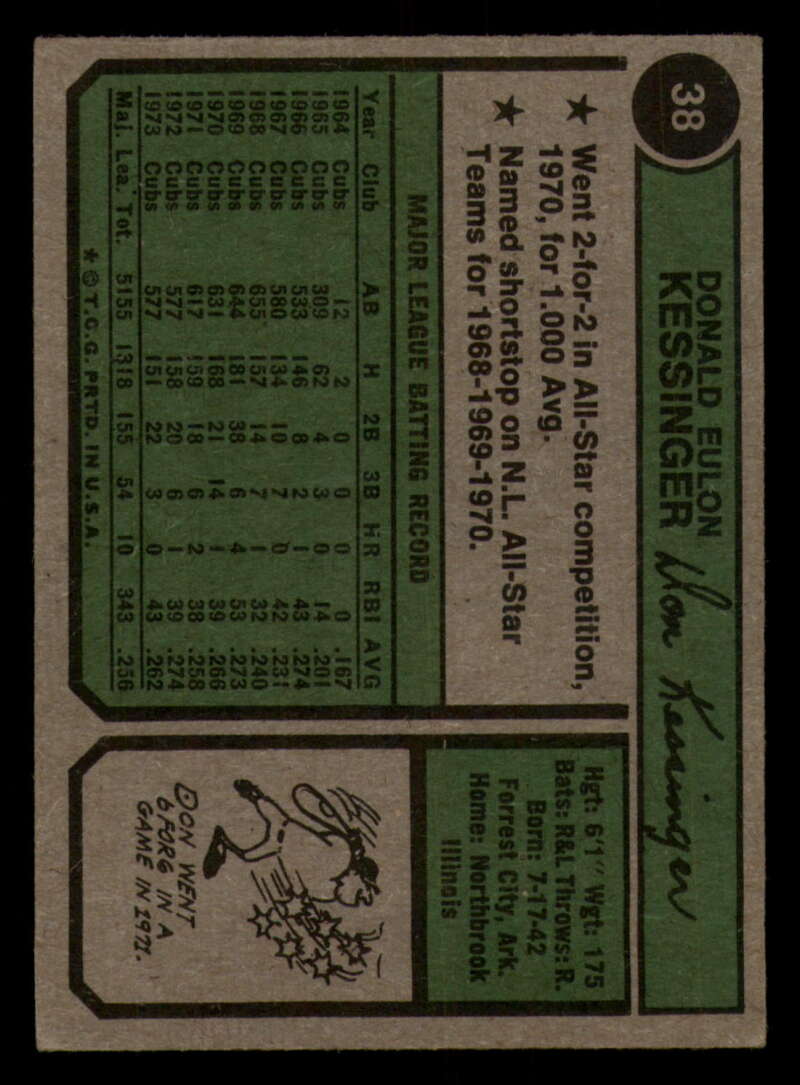 38
DONALD EULON
KESSINGER
Don Kessinger
★ Went 2-for-2 in All-Star competition,
1970, for 1.000 Avg.
★ Named shortstop on N.L. All-Star
Teams for 1968-1969-1970.
MAJOR LEAGUE BATTING RECORD
Year Club AB H 2B 3B HR RBI AVG
1964 Cubs 12 2 0 0 0 0 .167
1965 Cubs 309 62 4 3 0 14 .201
1966 Cubs 533 146 8 2 1 43 .274
1967 Cubs 580 134 10 7 0 42 .231
1968 Cubs 655 157 14 7 1 32 .240
1969 Cubs 644 181 38 6 4 53 .273
1970 Cubs 631 168 21 14 1 39 .266
1971 Cubs 617 159 18 6 2 38 .258
1972 Cubs 577 158 20 6 1 39 .274
1973 Cubs 577 151 22 3 0 43 .262
Maj. Lea. Tot. 5155 1318 155 54 10 343 .256
* © T.C.G. PRTD. IN U.S.A.
Hgt: 6'1" Wgt: 175
Bats: R&L Throws: R.
Born: 7-17-42
Forrest City, Ark.
Home: Northbrook
Illinois
DON WENT
6 FOR 6 IN A
GAME IN 1971.